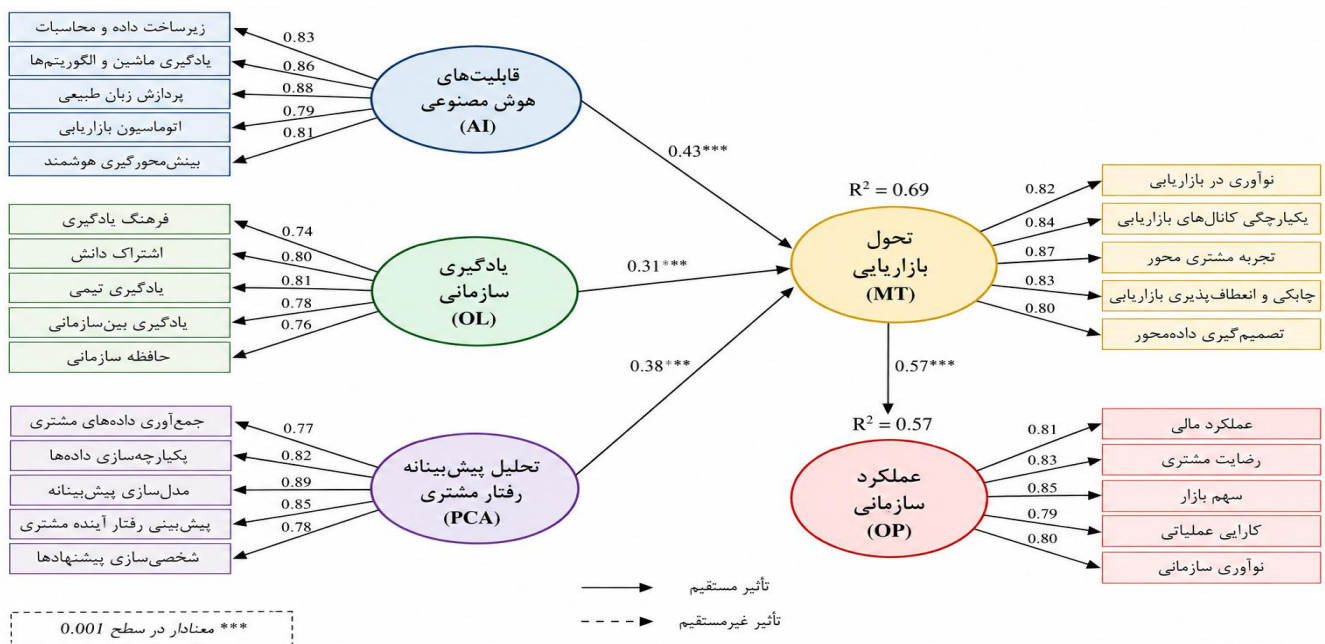 زیرساخت داده و محاسبات
یادگیری ماشین و الگوریتم‌ها
پردازش زبان طبیعی
اتوماسیون بازاریابی
بینش‌محورگیری هوشمند
0.83
0.86
0.88
0.79
0.81
قابلیت‌های
هوش مصنوعی
(AI)
0.43***
فرهنگ یادگیری
اشتراک دانش
یادگیری تیمی
یادگیری بین‌سازمانی
حافظه سازمانی
0.74
0.80
0.81
0.78
0.76
یادگیری
سازمانی
(OL)
0.31***
جمع‌آوری داده‌های مشتری
پکپارچه‌سازی داده‌ها
مدل‌سازی پیش‌بینانه
پیش‌بینی رفتار آینده مشتری
شخصی‌سازی پیشنهادها
0.77
0.82
0.89
0.85
0.78
تحلیل پیش‌بینانه
رفتار مشتری
(PCA)
0.38***
R² = 0.69
تحول
بازاریایی
(MT)
0.82
0.84
0.87
0.83
0.80
نوآوری در بازاریابی
یکپارچگی کانال‌های بازاریابی
تجربه مشتری محور
چابکی و انعطاف‌پذیری بازاریابی
تصمیم‌گیری داده‌محور
0.57***
R² = 0.57
عملکرد
سازمانی
(OP)
0.81
0.83
0.85
0.79
0.80
عملکرد مالی
رضایت مشتری
سهم بازار
کارایی عملیاتی
نوآوری سازمانی
تأثیر مستقیم
تأثیر غیرمستقیم
*** معنادار در سطح 0.001